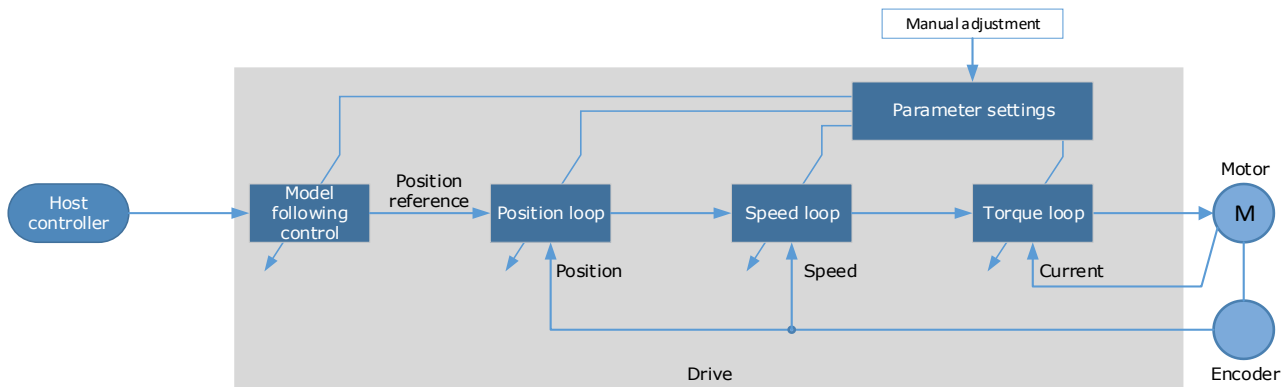 Manual adjustment
Parameter settings
Host
controller
Model
following
control
Position
reference
Position loop
Speed loop
Torque loop
Motor
M
Position
Speed
Current
Drive
Encoder